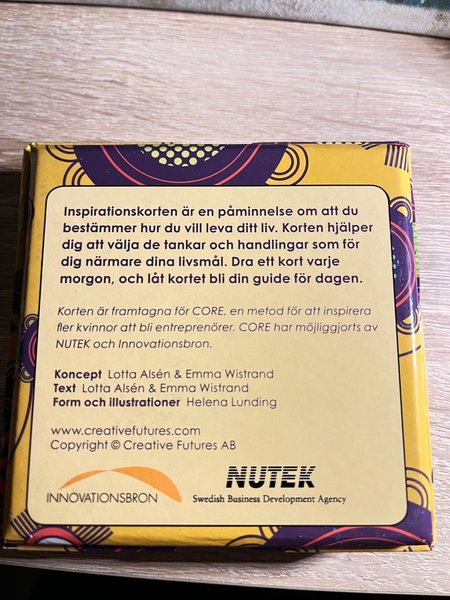 Inspirationskorten är en påminnelse om att du
bestämmer hur du vill leva ditt liv. Korten hjälper
dig att välja de tankar och handlingar som för
dig närmare dina livsmål. Dra ett kort varje
morgon, och låt kortet bli din guide för dagen.
Korten är framtagna för CORE, en metod för att inspirera
fler kvinnor att bli entreprenörer. CORE har möjliggjorts av
NUTEK och Innovationsbron.
Koncept Lotta Alsén & Emma Wistrand
Text Lotta Alsén & Emma Wistrand
Form och illustrationer Helena Lunding
www.creativefutures.com
Copyright © Creative Futures AB
INNOVATIONSBRON
NUTEK
Swedish Business Development Agency